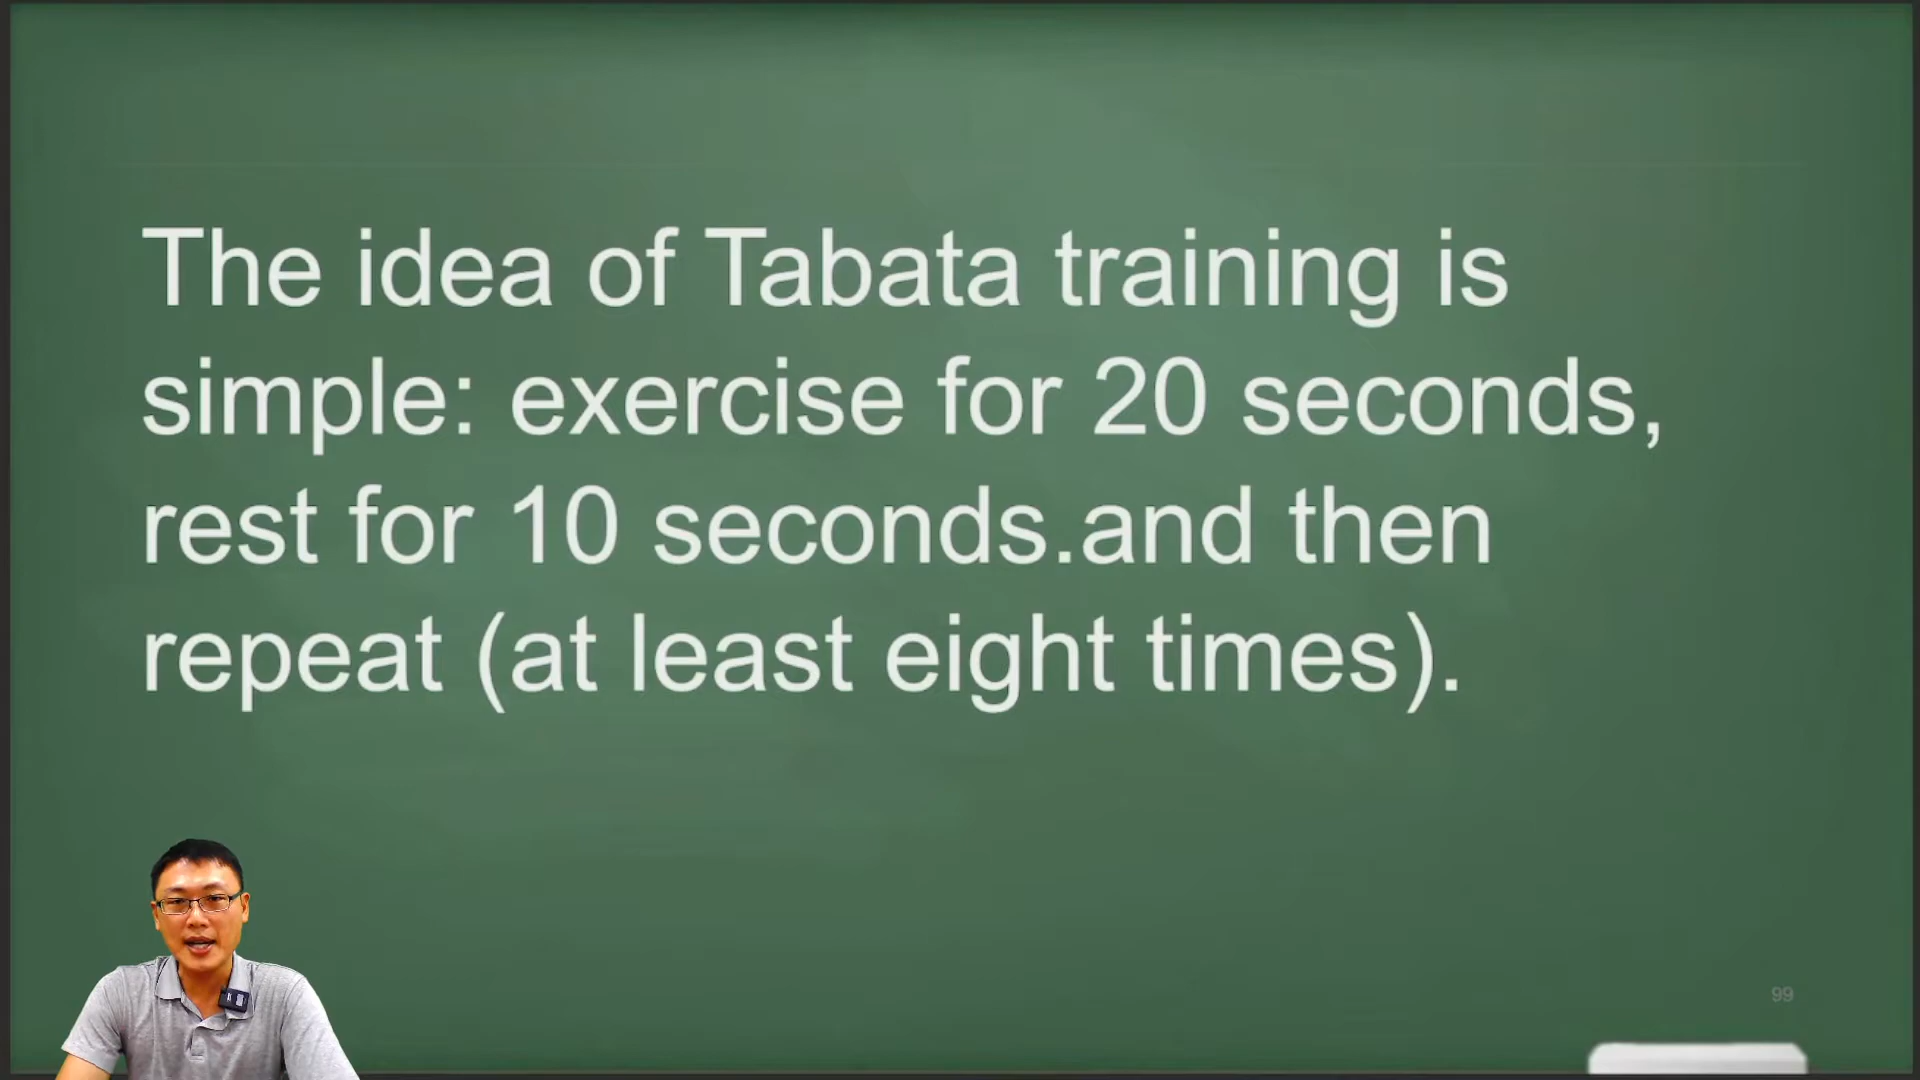 The idea of Tabata training is
simple: exercise for 20 seconds,
rest for 10 seconds.and then
repeat (at least eight times).
99